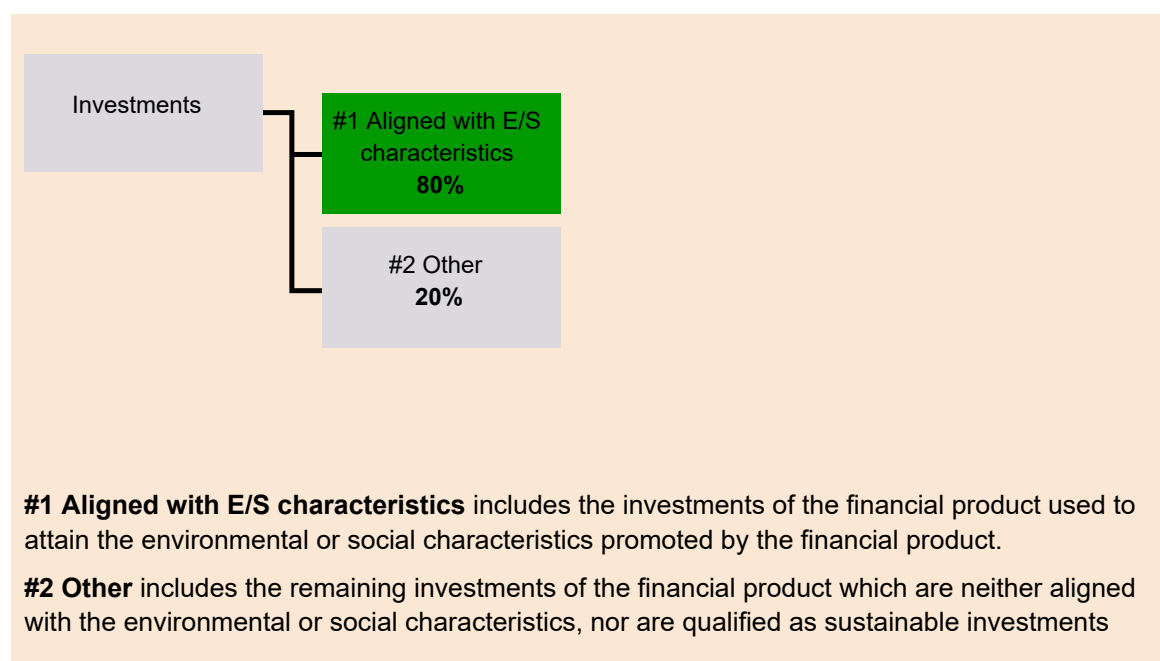 Investments
#1 Aligned with E/S
characteristics
80%
#2 Other
20%
#1 Aligned with E/S characteristics includes the investments of the financial product used to
attain the environmental or social characteristics promoted by the financial product.
#2 Other includes the remaining investments of the financial product which are neither aligned
with the environmental or social characteristics, nor are qualified as sustainable investments